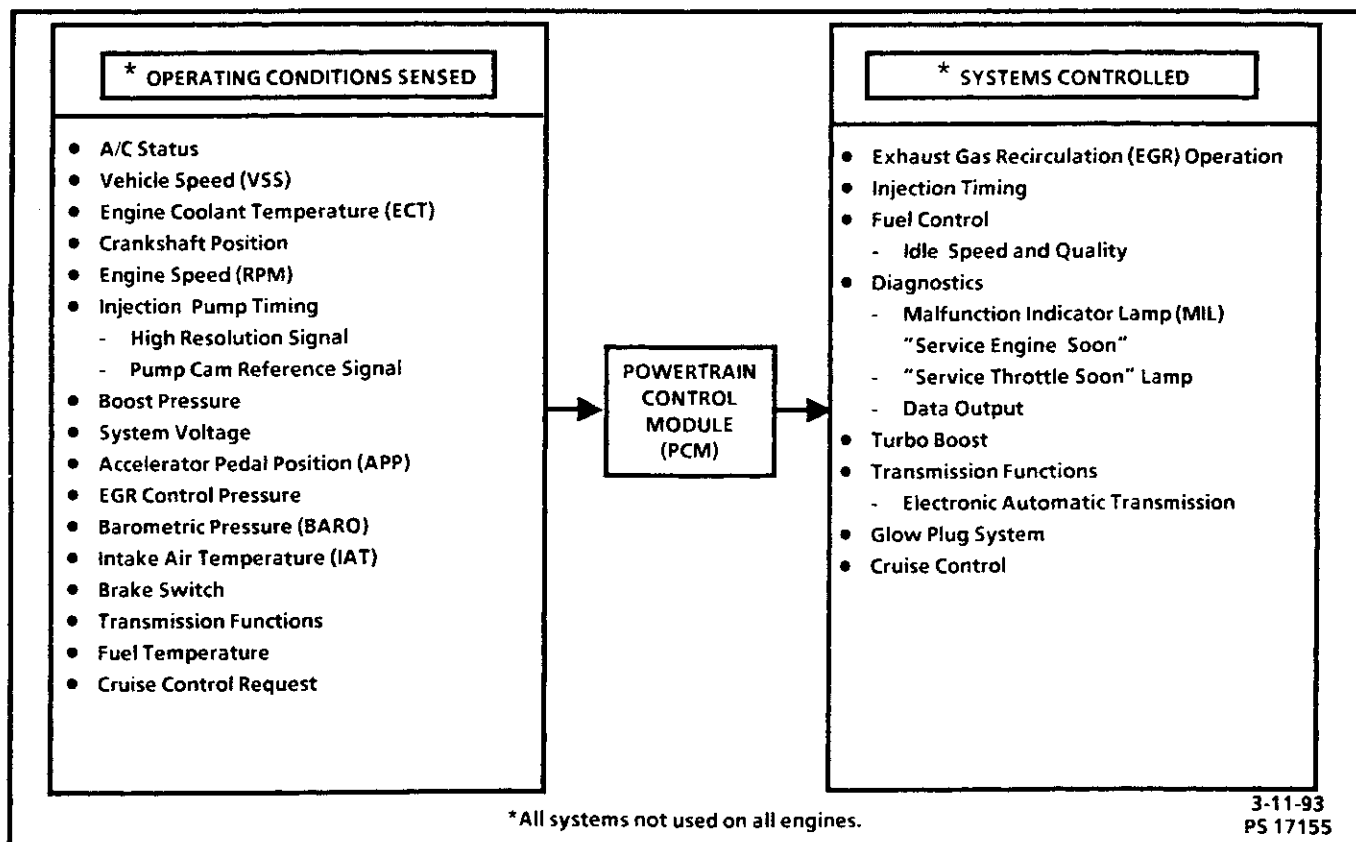 * OPERATING CONDITIONS SENSED
● A/C Status
● Vehicle Speed (VSS)
● Engine Coolant Temperature (ECT)
● Crankshaft Position
● Engine Speed (RPM)
● Injection Pump Timing
- High Resolution Signal
- Pump Cam Reference Signal
● Boost Pressure
● System Voltage
● Accelerator Pedal Position (APP)
● EGR Control Pressure
● Barometric Pressure (BARO)
● Intake Air Temperature (IAT)
● Brake Switch
● Transmission Functions
● Fuel Temperature
● Cruise Control Request
POWERTRAIN
CONTROL
MODULE
(PCM)
* SYSTEMS CONTROLLED
● Exhaust Gas Recirculation (EGR) Operation
● Injection Timing
● Fuel Control
- Idle Speed and Quality
● Diagnostics
- Malfunction Indicator Lamp (MIL)
"Service Engine Soon"
- "Service Throttle Soon" Lamp
- Data Output
● Turbo Boost
● Transmission Functions
- Electronic Automatic Transmission
● Glow Plug System
● Cruise Control
*All systems not used on all engines.
3-11-93
PS 17155